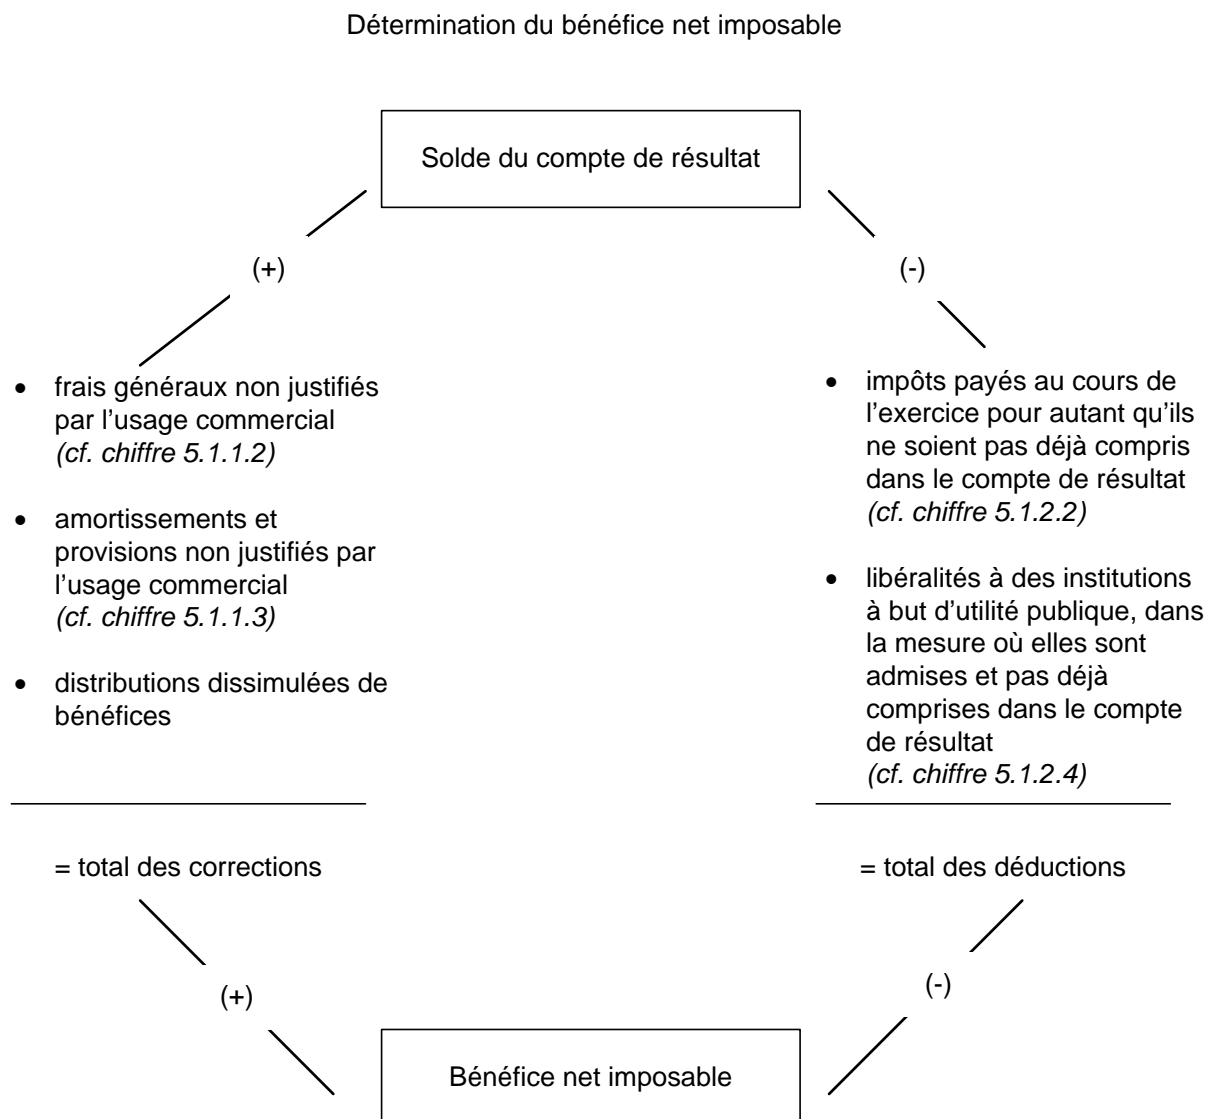 Détermination du bénéfice net imposable
Solde du compte de résultat
(+)
(-)
• frais généraux non justifiés
par l'usage commercial
(cf. chiffre 5.1.1.2)
• amortissements et
provisions non justifiés par
l'usage commercial
(cf. chiffre 5.1.1.3)
• distributions dissimulées de
bénéfices
• impôts payés au cours de
l'exercice pour autant qu'ils
ne soient pas déjà compris
dans le compte de résultat
(cf. chiffre 5.1.2.2)
• libéralités à des institutions
à but d'utilité publique, dans
la mesure où elles sont
admises et pas déjà
comprises dans le compte
de résultat
(cf. chiffre 5.1.2.4)
= total des corrections
= total des déductions
(+)
(-)
Bénéfice net imposable